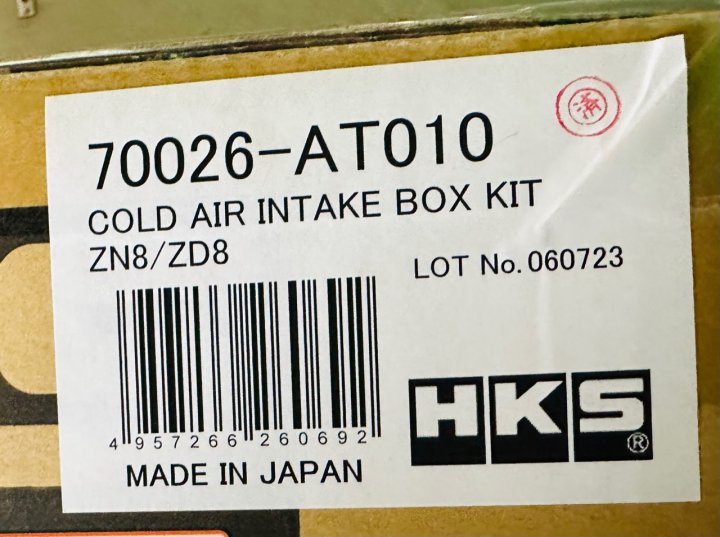 70026-AT010
済
COLD AIR INTAKE BOX KIT
ZN8/ZD8
LOT No. 060723
4 957266 260692
HKS®
MADE IN JAPAN